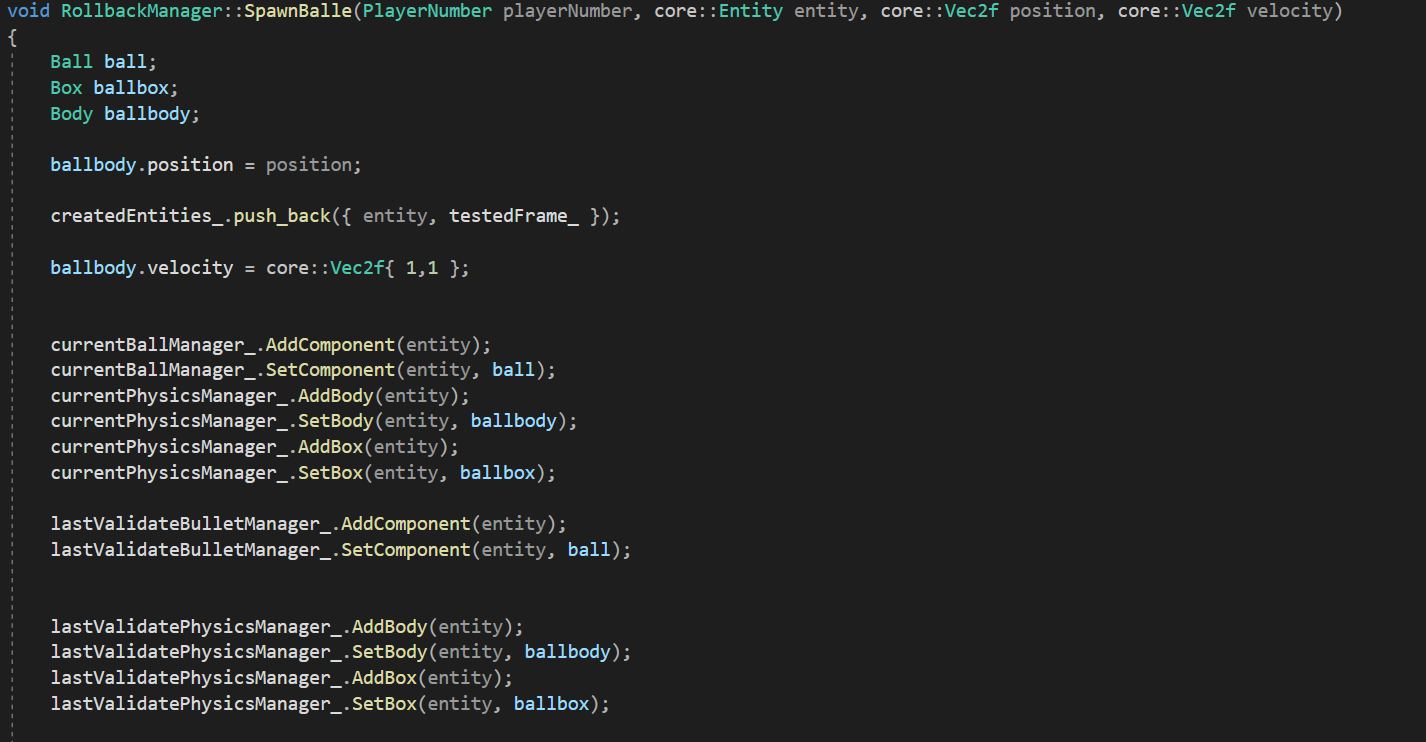 void RollbackManager::SpawnBalle(PlayerNumber playerNumber, core::Entity entity, core::Vec2f position, core::Vec2f velocity)
{
Ball ball;
Box ballbox;
Body ballbody;
ballbody.position = position;
createdEntities_.push_back({ entity, testedFrame_ });
ballbody.velocity = core::Vec2f{ 1,1 };
currentBallManager_.AddComponent(entity);
currentBallManager_.SetComponent(entity, ball);
currentPhysicsManager_.AddBody(entity);
currentPhysicsManager_.SetBody(entity, ballbody);
currentPhysicsManager_.AddBox(entity);
currentPhysicsManager_.SetBox(entity, ballbox);
lastValidateBulletManager_.AddComponent(entity);
lastValidateBulletManager_.SetComponent(entity, ball);
lastValidatePhysicsManager_.AddBody(entity);
lastValidatePhysicsManager_.SetBody(entity, ballbody);
lastValidatePhysicsManager_.AddBox(entity);
lastValidatePhysicsManager_.SetBox(entity, ballbox);